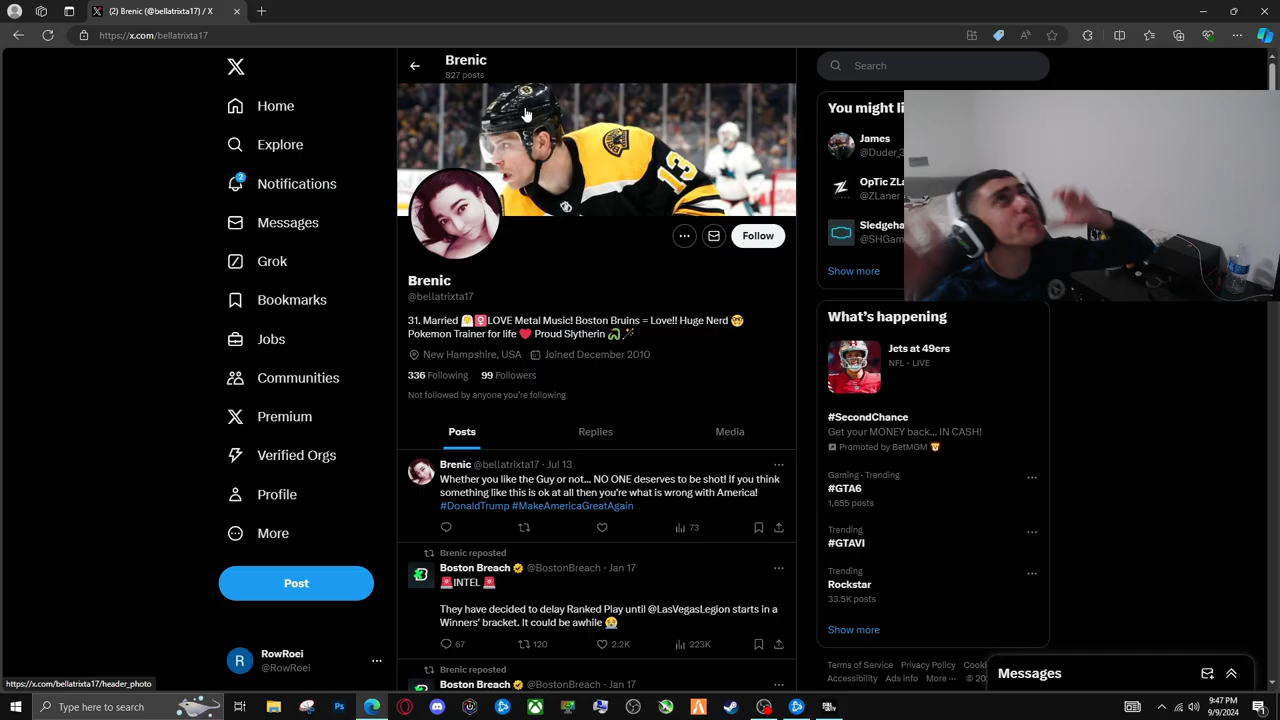 (2) Brenic (@bellatrixta17) / X
https://x.com/bellatrixta17
Home
Explore
2
Notifications
Messages
Grok
Bookmarks
Jobs
Communities
Premium
Verified Orgs
Profile
More
Post
R
RowRoei
@RowRoei
https://x.com/bellatrixta17/header_photo
Brenic
827 posts
13
Follow
Brenic
@bellatrixta17
31. Married 👰‍♀️LOVE Metal Music! Boston Bruins = Love!! Huge Nerd 🤓
Pokemon Trainer for life ❤️ Proud Slytherin 🐍🪄
New Hampshire, USA Joined December 2010
336 Following 99 Followers
Not followed by anyone you're following
Posts Replies Media
Brenic @bellatrixta17 · Jul 13
Whether you like the Guy or not... NO ONE deserves to be shot! If you think
something like this is ok at all then you're what is wrong with America!
#DonaldTrump #MakeAmericaGreatAgain
73
Brenic reposted
Boston Breach @BostonBreach · Jan 17
🚨INTEL 🚨
They have decided to delay Ranked Play until @LasVegasLegion starts in a
Winners' bracket. It could be awhile 😭
67 120 2.2K 223K
Brenic reposted
Boston Breach @BostonBreach · Jan 17
Search
You might li
James
@Duder_3
OpTic ZLa
@ZLaner
Sledgeha
@SHGam
Show more
What's happening
Jets at 49ers
NFL · LIVE
#SecondChance
Get your MONEY back... IN CASH!
Promoted by BetMGM 🦁
Gaming · Trending
#GTA6
1,655 posts
Trending
#GTAVI
Trending
Rockstar
33.5K posts
Show more
Terms of Service Privacy Policy Cooki
Accessibility Ads info More ··· © 20
Messages
Type here to search
9:47 PM
9/9/2024